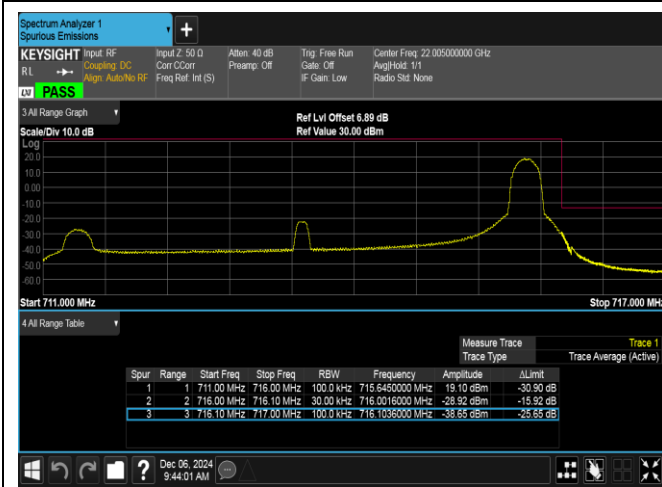 Spectrum Analyzer 1
Spurious Emissions
+
KEYSIGHT Input: RF Input Z: 50 Ω Atten: 40 dB Trig: Free Run Center Freq: 22.005000000 GHz
RL Coupling: DC Corr CCorr Preamp: Off Gate: Off Avg|Hold: 1/1
Align: Auto/No RF Freq Ref: Int (S) IF Gain: Low Radio Std: None
LXI PASS
3 All Range Graph
Ref Lvl Offset 6.89 dB
Scale/Div 10.0 dB Ref Value 30.00 dBm
Log
20.0
10.0
0.00
-10.0
-20.0
-30.0
-40.0
-50.0
-60.0
Start 711.000 MHz Stop 717.000 MHz
4 All Range Table
Measure Trace Trace 1
Trace Type Trace Average (Active)
Spur Range Start Freq Stop Freq RBW Frequency Amplitude ΔLimit
1 1 711.00 MHz 716.00 MHz 100.0 kHz 715.6450000 MHz 19.10 dBm -30.90 dB
2 2 716.00 MHz 716.10 MHz 30.00 kHz 716.0016000 MHz -28.92 dBm -15.92 dB
3 3 716.10 MHz 717.00 MHz 100.0 kHz 716.1036000 MHz -38.65 dBm -25.65 dB
? Dec 06, 2024
9:44:01 AM